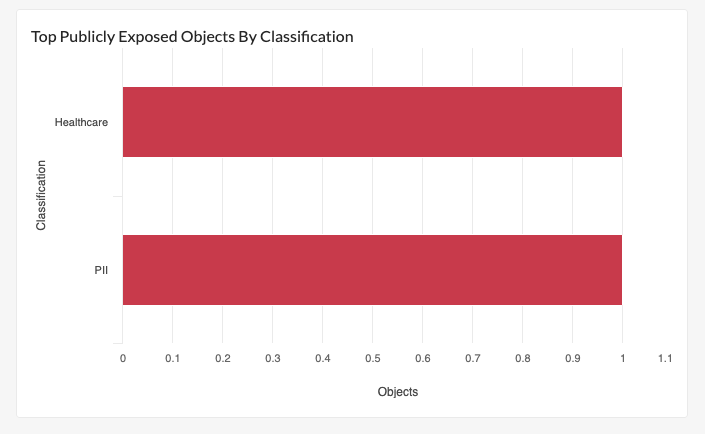 Top Publicly Exposed Objects By Classification
Healthcare
Classification
PII
0 0.1 0.2 0.3 0.4 0.5 0.6 0.7 0.8 0.9 1 1.1
Objects